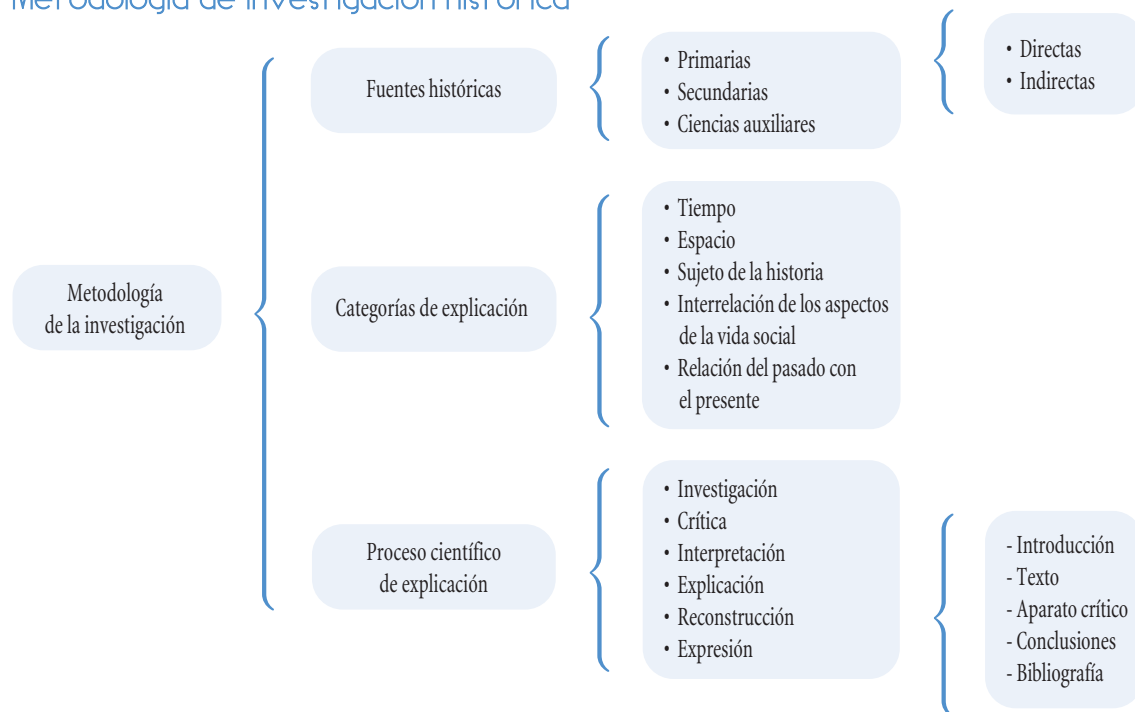 Metodología de investigación histórica
Metodología
de la investigación
Fuentes históricas
• Primarias
• Secundarias
• Ciencias auxiliares
• Directas
• Indirectas
Categorías de explicación
• Tiempo
• Espacio
• Sujeto de la historia
• Interrelación de los aspectos
de la vida social
• Relación del pasado con
el presente
Proceso científico
de explicación
• Investigación
• Crítica
• Interpretación
• Explicación
• Reconstrucción
• Expresión
- Introducción
- Texto
- Aparato crítico
- Conclusiones
- Bibliografía